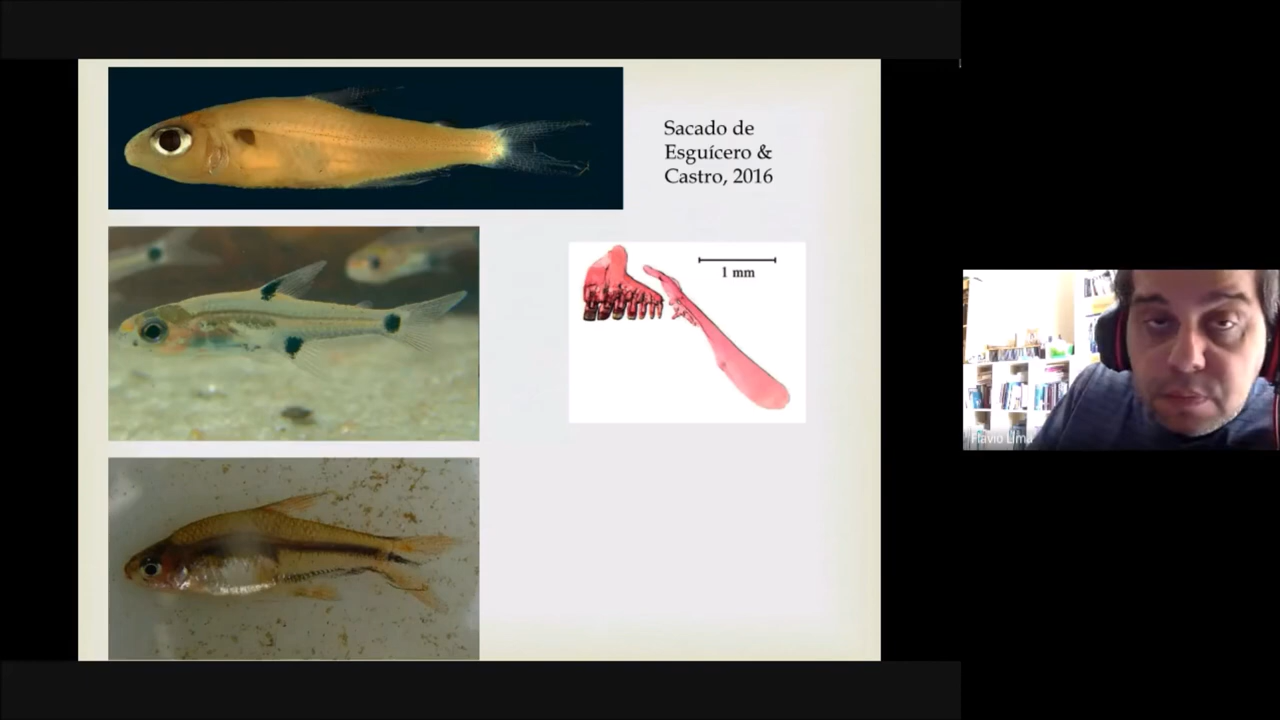 Sacado de
Esguícero &
Castro, 2016
1 mm
Flavio Lima